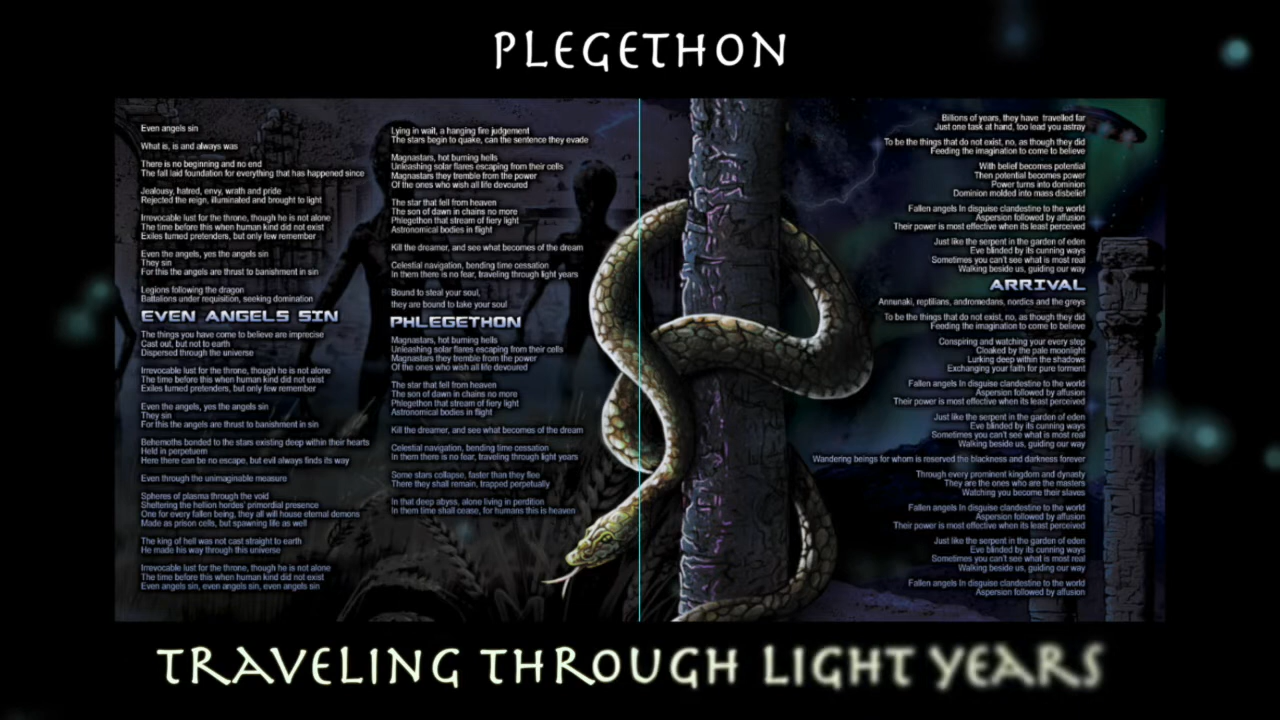 PLEGETHON
Even angels sin
What is, is and always was
There is no beginning and no end
The fall laid foundation for everything that has happened since
Jealousy, hatred, envy, wrath and pride
Rejected the reign, illuminated and brought to light
Irrevocable lust for the throne, though he is not alone
The time before this when human kind did not exist
Exiles turned pretenders, but only few remember
Even the angels, yes the angels sin
They sin
For this the angels are thrust to banishment in sin
Legions following the dragon
Battalions under requisition, seeking domination
EVEN ANGELS SIN
The things you have come to believe are imprecise
Cast out, but not to earth
Dispersed through the universe
Irrevocable lust for the throne, though he is not alone
The time before this when human kind did not exist
Exiles turned pretenders, but only few remember
Even the angels, yes the angels sin
They sin
For this the angels are thrust to banishment in sin
Behemoths bonded to the stars existing deep within their hearts
Held in perpetuem
Here there can be no escape, but evil always finds its way
Even through the unimaginable measure
Spheres of plasma through the void
Sheltering the hellion hordes' primordial presence
One for every fallen being, they all will house eternal demons
Made as prison cells, but spawning life as well
The king of hell was not cast straight to earth
He made his way through this universe
Irrevocable lust for the throne, though he is not alone
The time before this when human kind did not exist
Even angels sin, even angels sin, even angels sin
Lying in wait, a hanging fire judgement
The stars begin to quake, can the sentence they evade
Magnastars, hot burning hells
Unleashing solar flares escaping from their cells
Magnastars they tremble from the power
Of the ones who wish all life devoured
The star that fell from heaven
The son of dawn in chains no more
Phlegethon that stream of fiery light
Astronomical bodies in flight
Kill the dreamer, and see what becomes of the dream
Celestial navigation, bending time cessation
In them there is no fear, traveling through light years
Bound to steal your soul,
they are bound to take your soul
PHLEGETHON
Magnastars, hot burning hells
Unleashing solar flares escaping from their cells
Magnastars they tremble from the power
Of the ones who wish all life devoured
The star that fell from heaven
The son of dawn in chains no more
Phlegethon that stream of fiery light
Astronomical bodies in flight
Kill the dreamer, and see what becomes of the dream
Celestial navigation, bending time cessation
In them there is no fear, traveling through light years
Some stars collapse, faster than they flee
There they shall remain, trapped perpetually
In that deep abyss, alone living in perdition
In them time shall cease, for humans this is heaven
Billions of years, they have travelled far
Just one task at hand, too lead you astray
To be the things that do not exist, no, as though they did
Feeding the imagination to come to believe
With belief becomes potential
Then potential becomes power
Power turns into dominion
Dominion molded into mass disbelief
Fallen angels In disguise clandestine to the world
Aspersion followed by affusion
Their power is most effective when its least perceived
Just like the serpent in the garden of eden
Eve blinded by its cunning ways
Sometimes you can't see what is most real
Walking beside us, guiding our way
ARRIVAL
Annunaki, reptilians, andromedans, nordics and the greys
To be the things that do not exist, no, as though they did
Feeding the imagination to come to believe
Conspiring and watching your every step
Cloaked by the pale moonlight
Lurking deep within the shadows
Exchanging your faith for pure torment
Fallen angels In disguise clandestine to the world
Aspersion followed by affusion
Their power is most effective when its least perceived
Just like the serpent in the garden of eden
Eve blinded by its cunning ways
Sometimes you can't see what is most real
Walking beside us, guiding our way
Wandering beings for whom is reserved the blackness and darkness forever
Through every prominent kingdom and dynasty
They are the ones who are the masters
Watching you become their slaves
Fallen angels In disguise clandestine to the world
Aspersion followed by affusion
Their power is most effective when its least perceived
Just like the serpent in the garden of eden
Eve blinded by its cunning ways
Sometimes you can't see what is most real
Walking beside us, guiding our way
Fallen angels In disguise clandestine to the world
Aspersion followed by affusion
TRAVELING THROUGH LIGHT YEARS